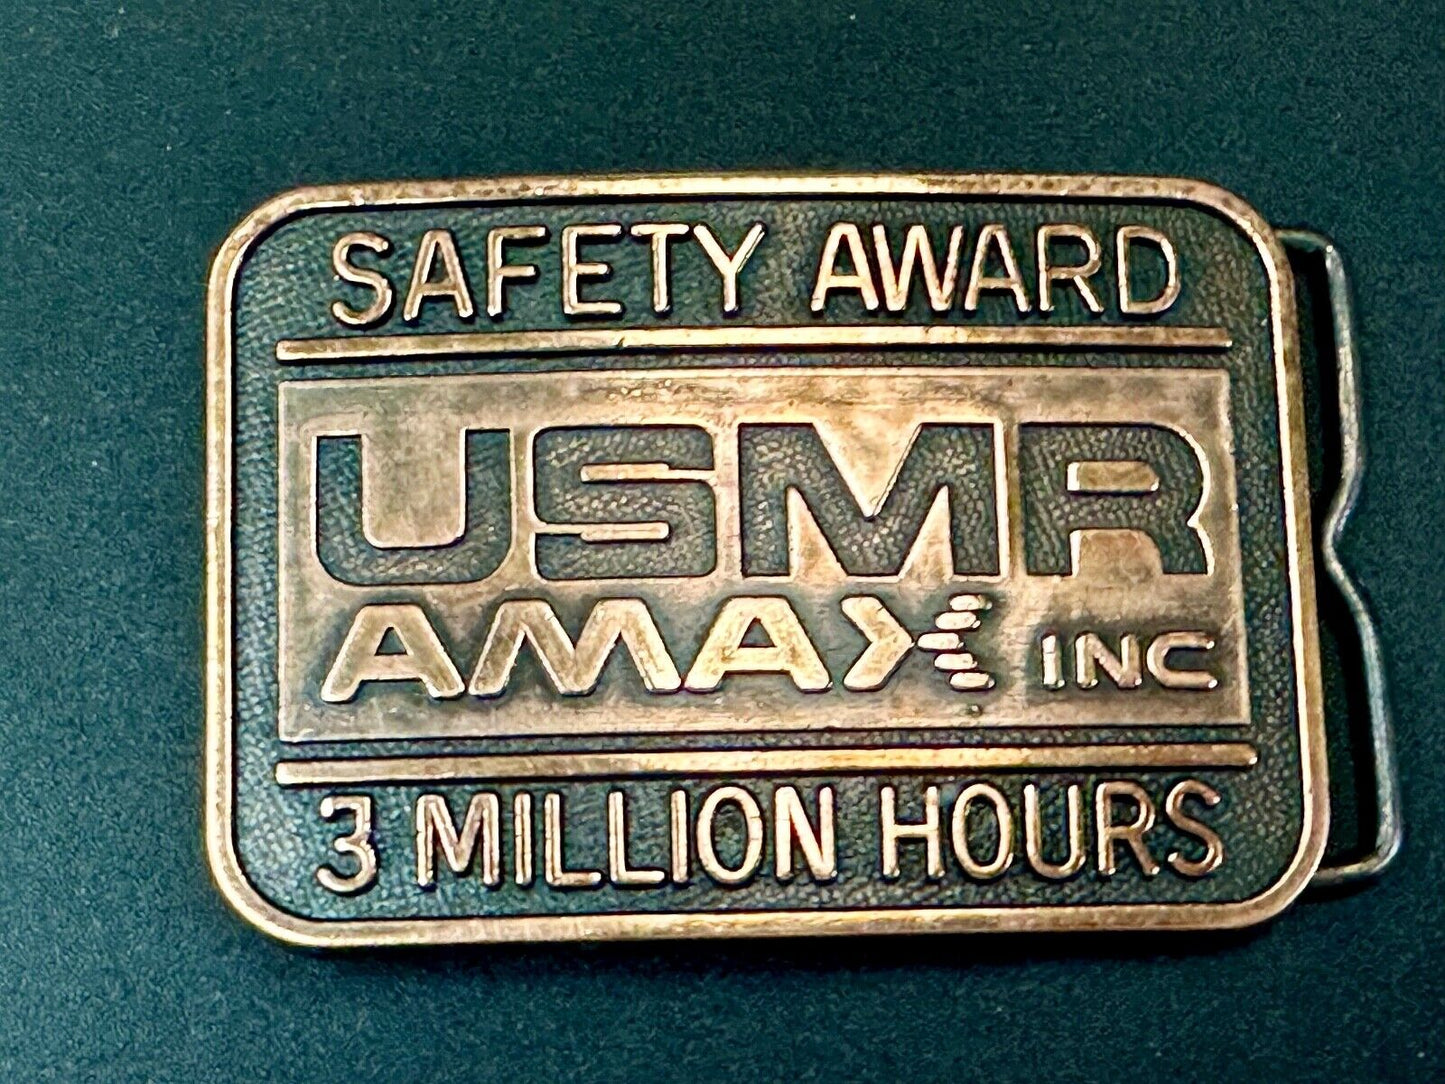 SAFETY AWARD
USMR
AMAX INC
3 MILLION HOURS